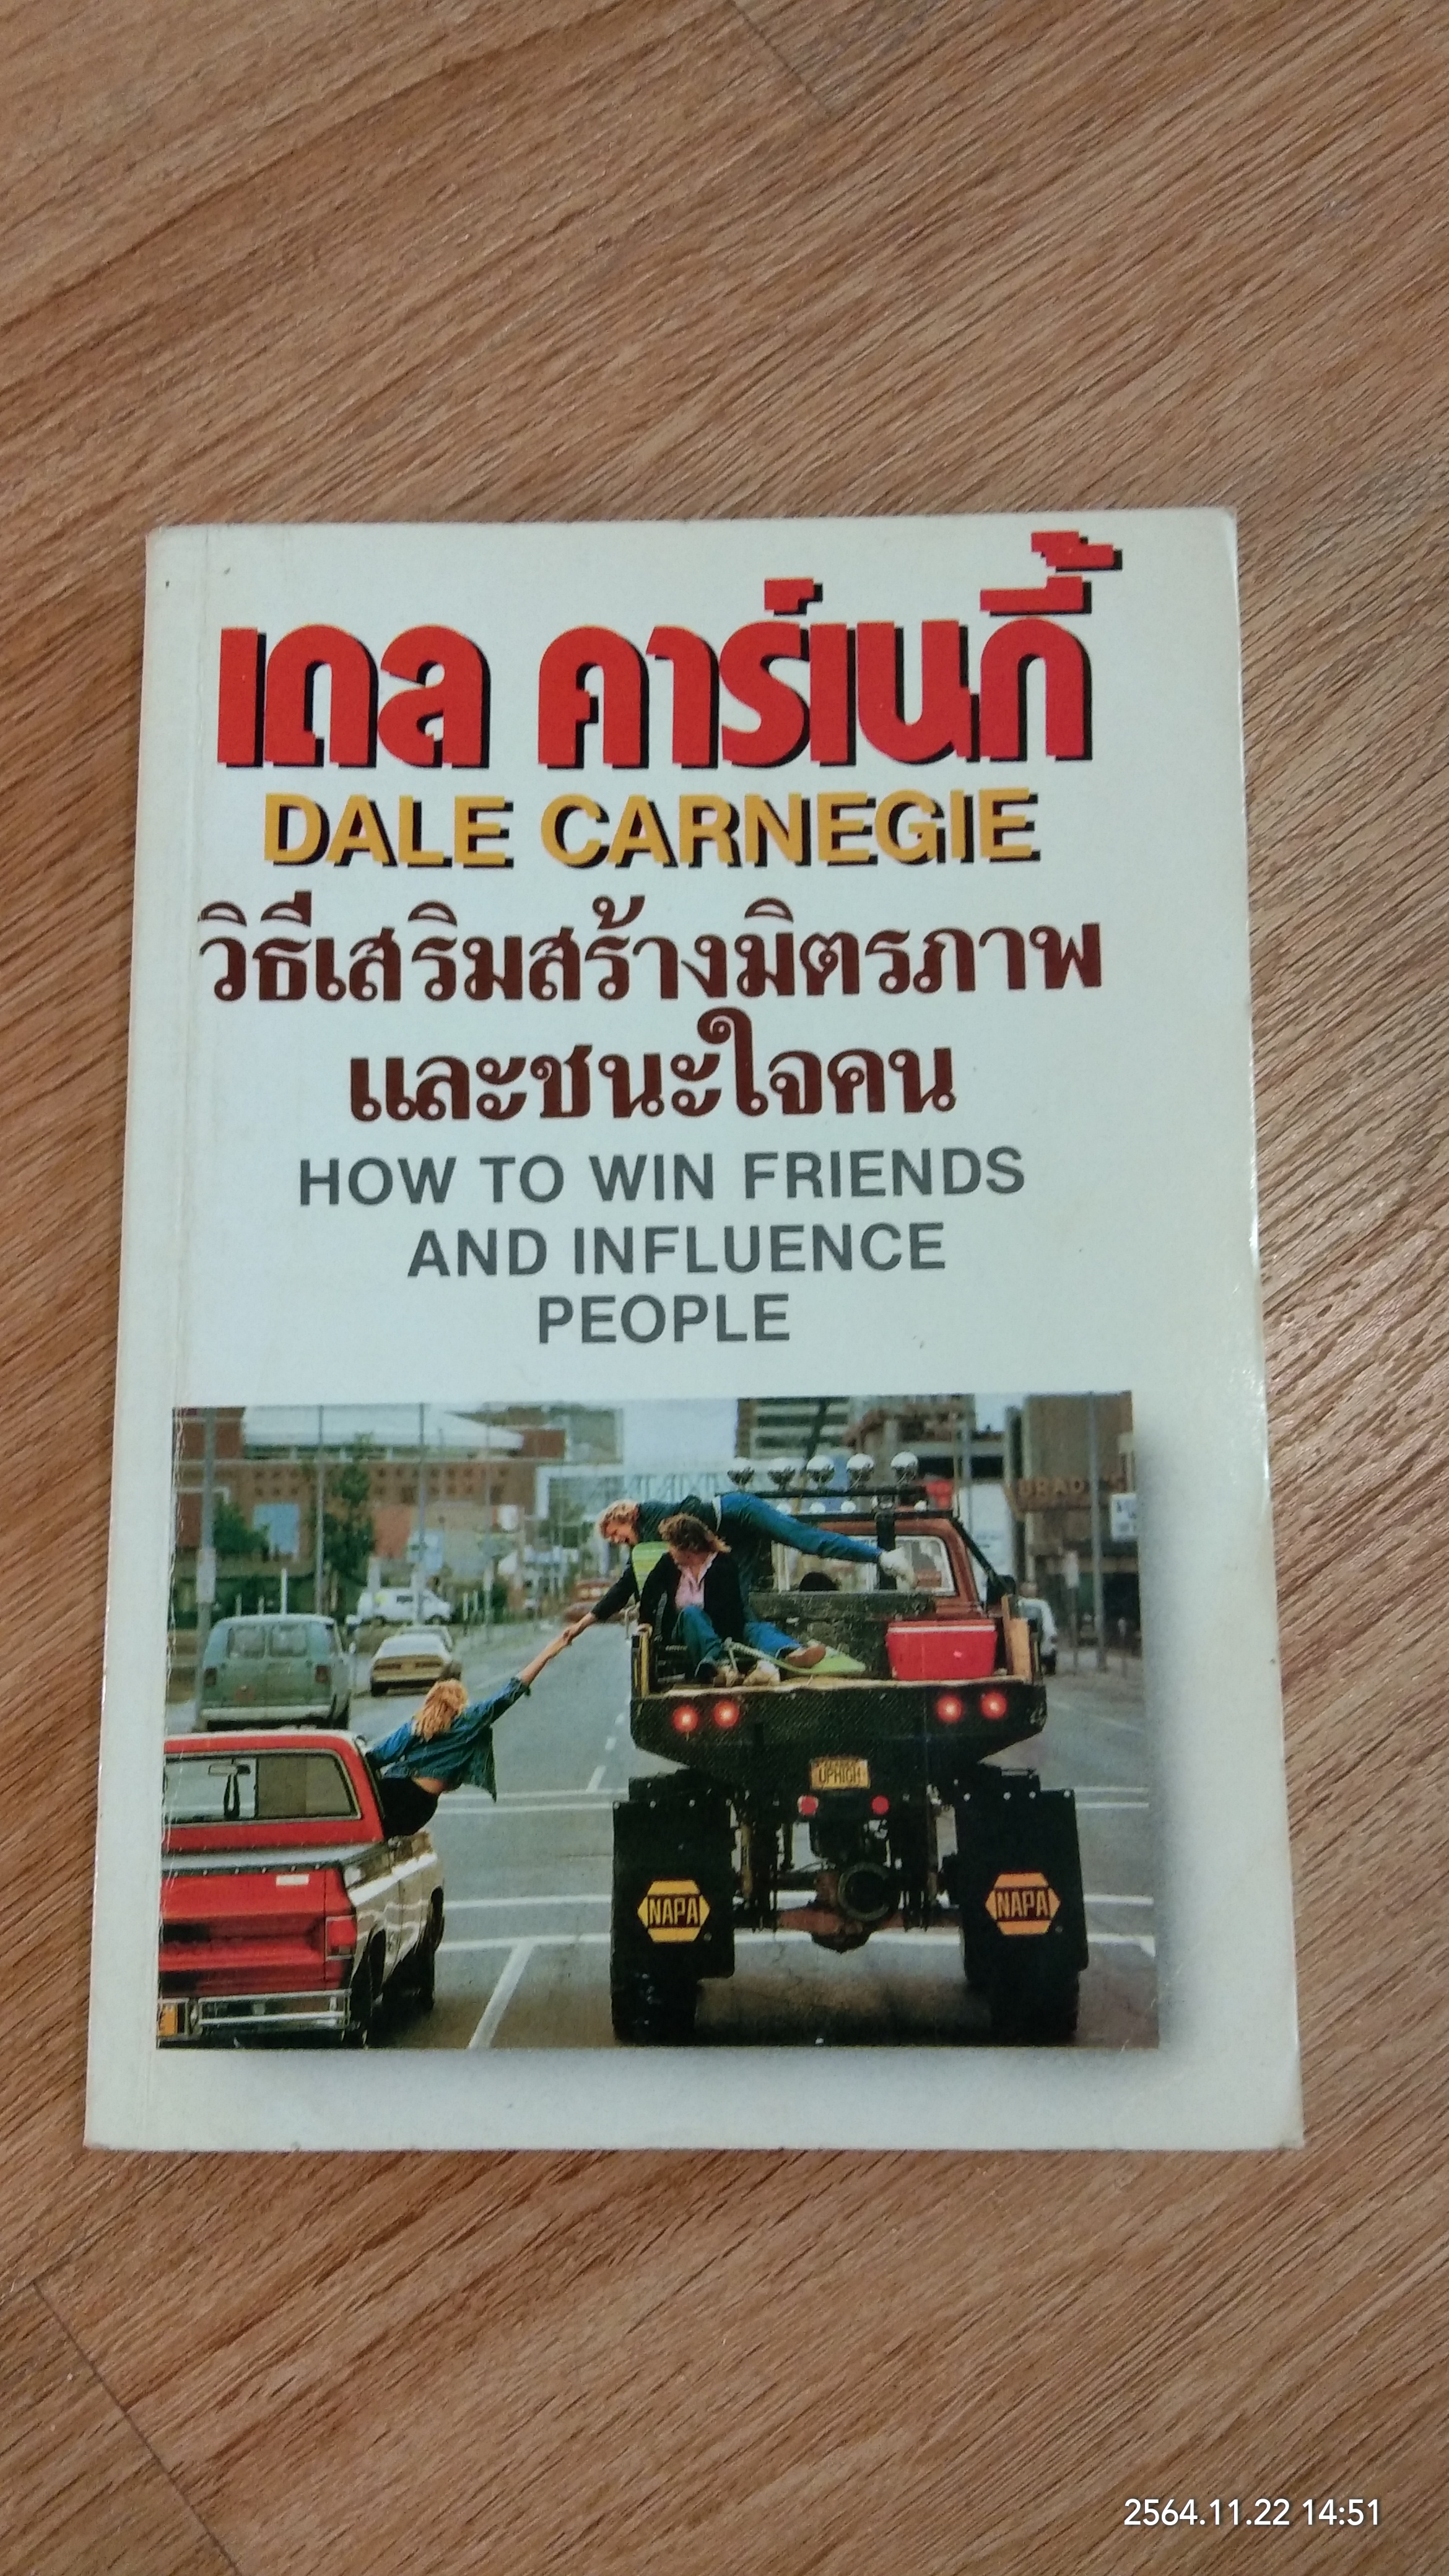 เดล คาร์เนกี้
DALE CARNEGIE
วิธีเสริมสร้างมิตรภาพ
และชนะใจคน
HOW TO WIN FRIENDS
AND INFLUENCE
PEOPLE
BRAD
UPHIGH
NAPA
NAPA
2564.11.22 14:51